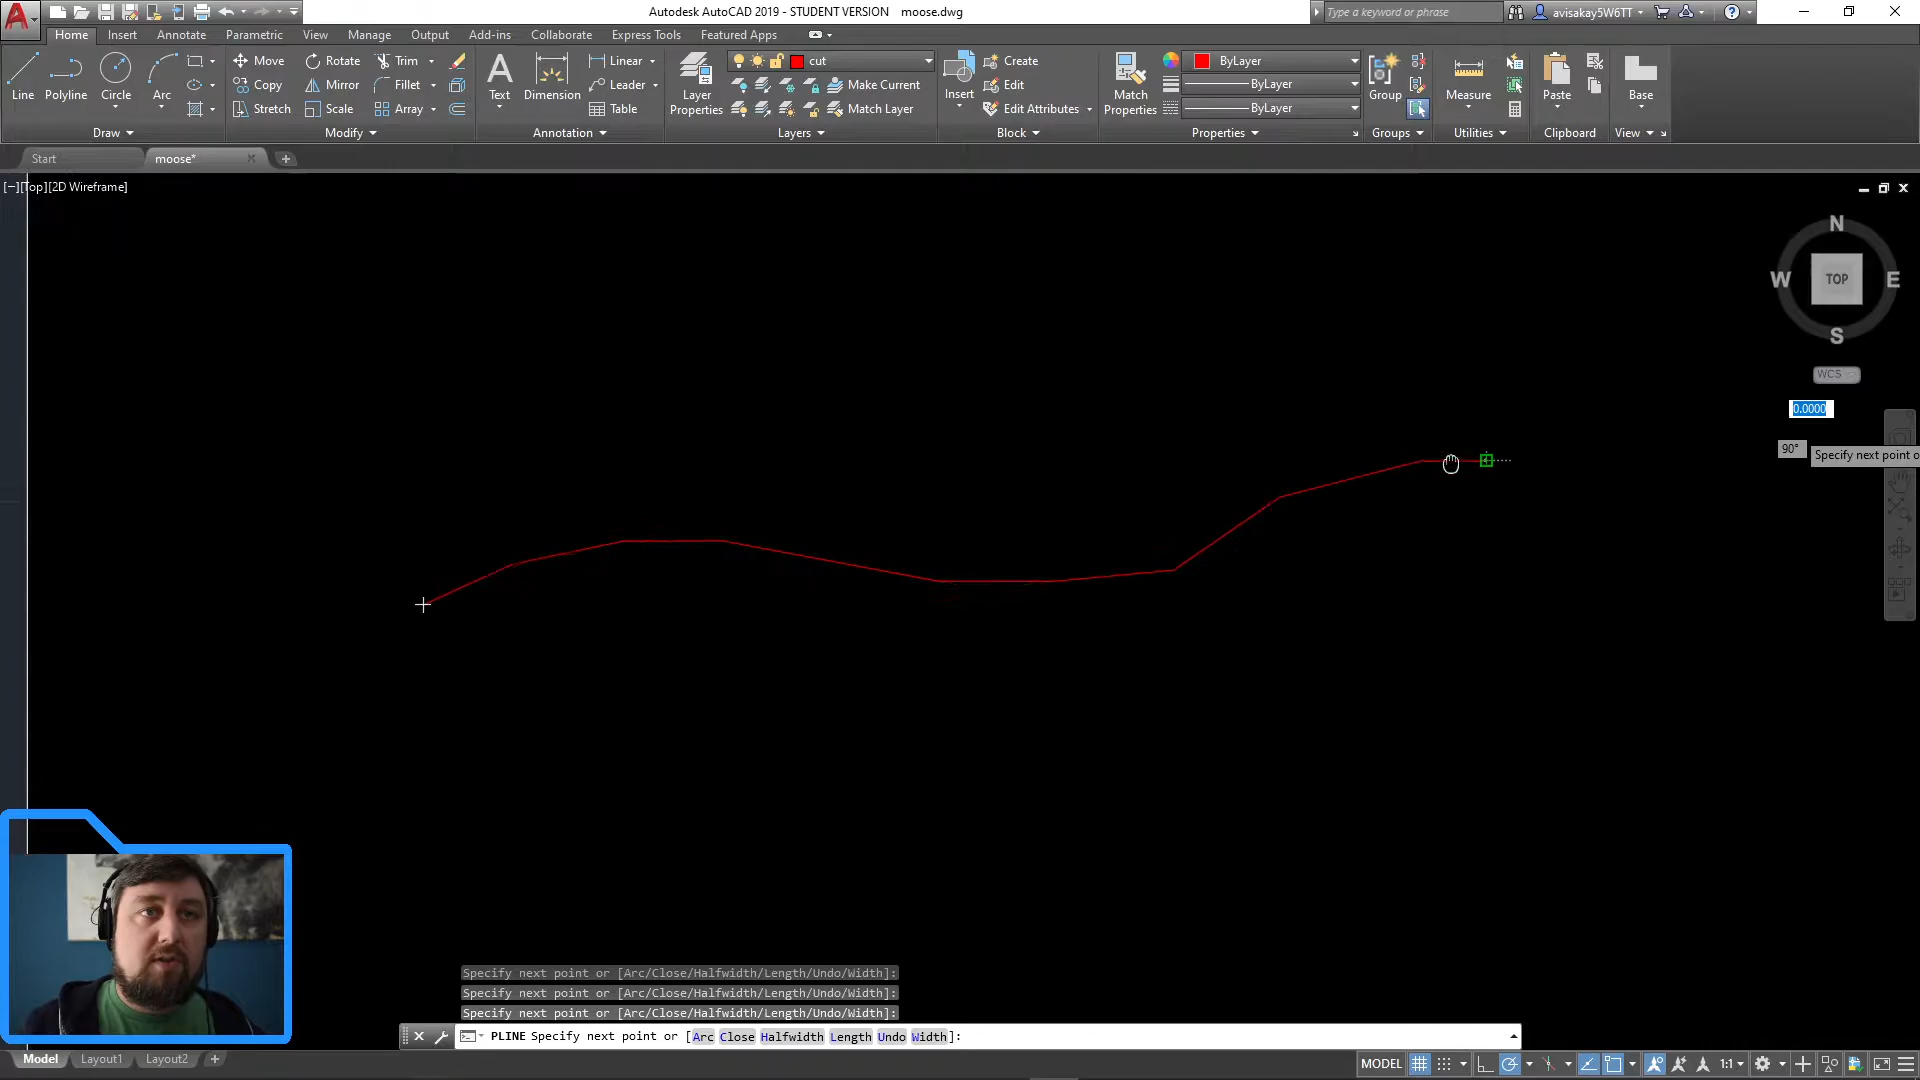 Autodesk AutoCAD 2019 - STUDENT VERSION moose.dwg
Type a keyword or phrase
avisakay5W6TT
Home Insert Annotate Parametric View Manage Output Add-ins Collaborate Express Tools Featured Apps
Line Polyline Circle Arc
Move Rotate Trim
Copy Mirror Fillet
Stretch Scale Array
Text Dimension
Linear
Leader
Table
Layer Properties
cut
Make Current
Match Layer
Insert
Create
Edit
Edit Attributes
Match Properties
ByLayer
ByLayer
ByLayer
Group
Measure
Paste
Base
Draw Modify Annotation Layers Block Properties Groups Utilities Clipboard View
Start moose*
[−][Top][2D Wireframe]
N
W TOP E
S
WCS
0.0000
90°
Specify next point o
Specify next point or [Arc/Close/Halfwidth/Length/Undo/Width]:
Specify next point or [Arc/Close/Halfwidth/Length/Undo/Width]:
Specify next point or [Arc/Close/Halfwidth/Length/Undo/Width]:
PLINE Specify next point or [Arc Close Halfwidth Length Undo Width]:
Model Layout1 Layout2
MODEL 1:1